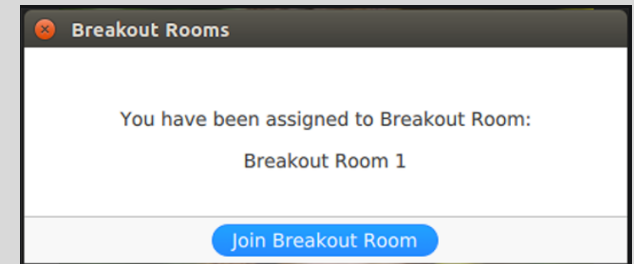 Breakout Rooms
You have been assigned to Breakout Room:
Breakout Room 1
Join Breakout Room